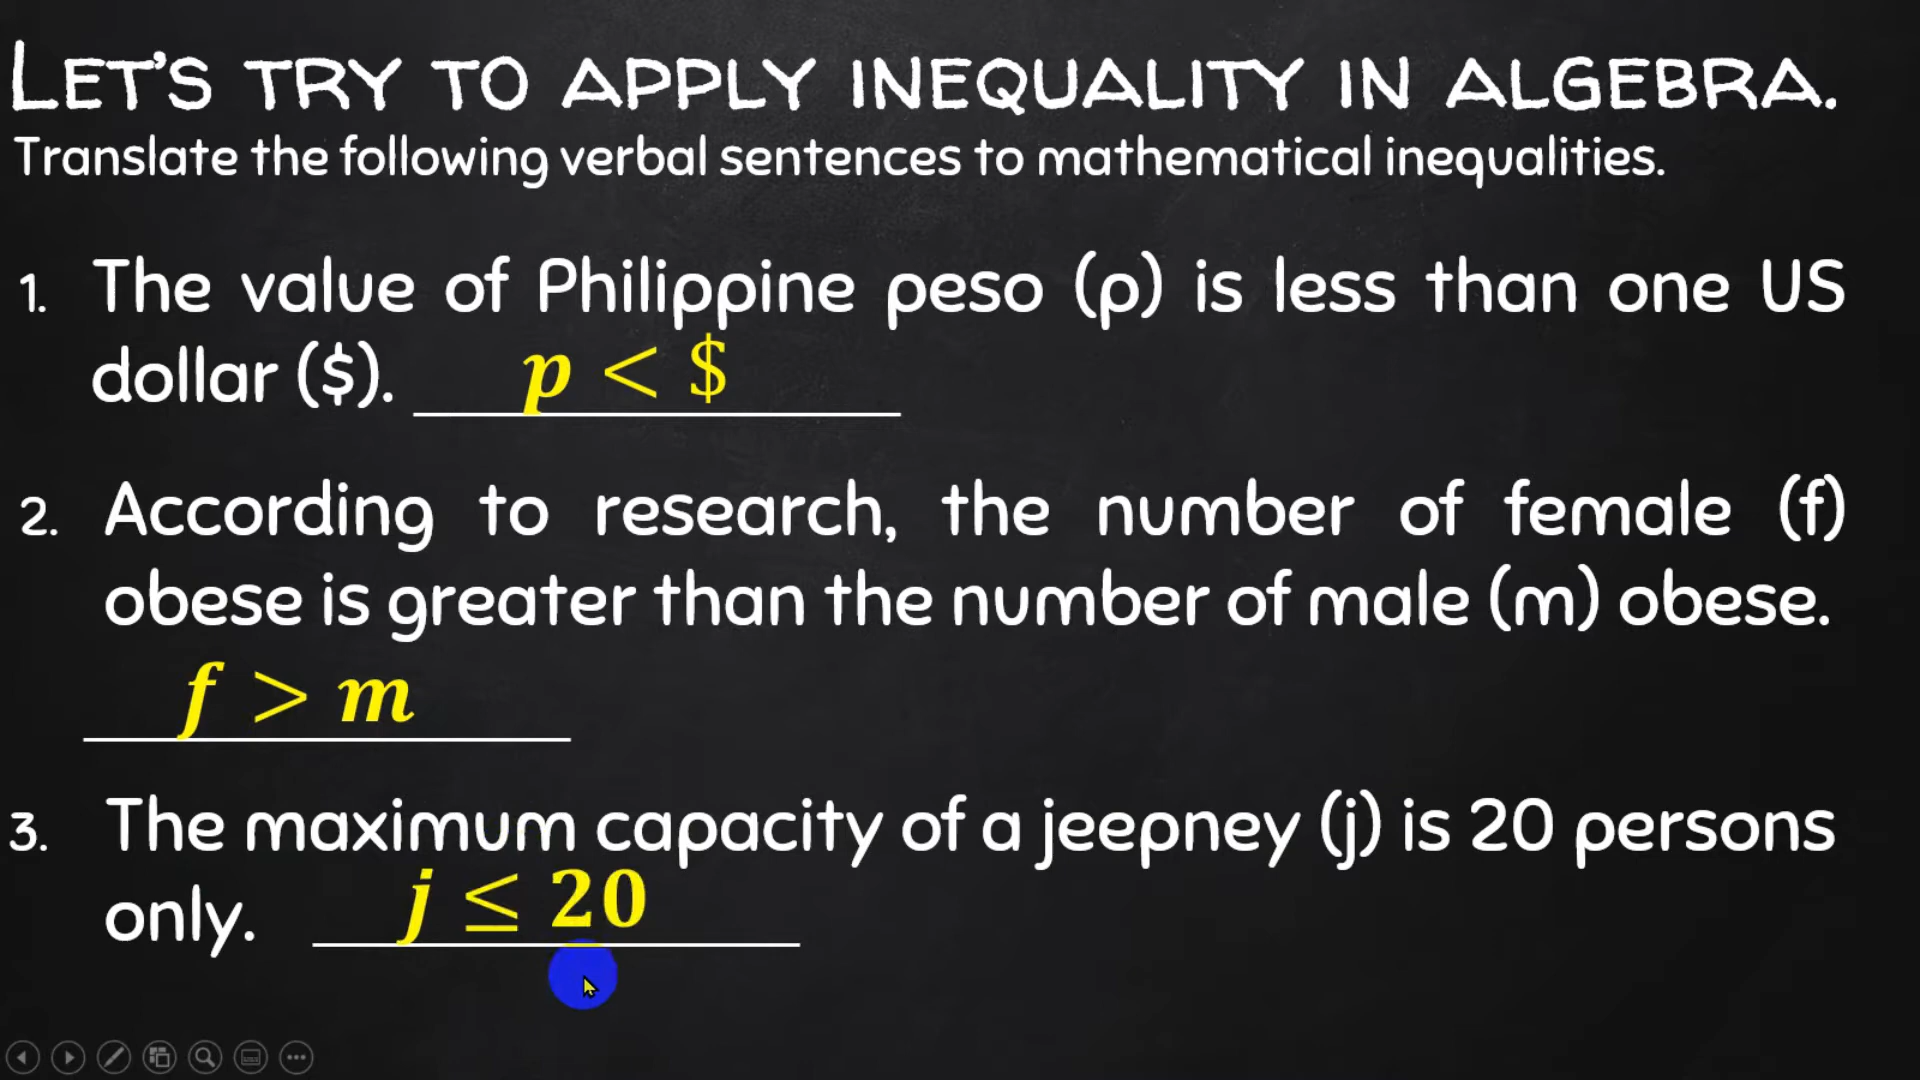 LET'S TRY TO APPLY INEQUALITY IN ALGEBRA.
Translate the following verbal sentences to mathematical inequalities.
1. The value of Philippine peso (p) is less than one US
dollar ($). p < $
2. According to research, the number of female (f)
obese is greater than the number of male (m) obese.
f > m
3. The maximum capacity of a jeepney (j) is 20 persons
only. j ≤ 20